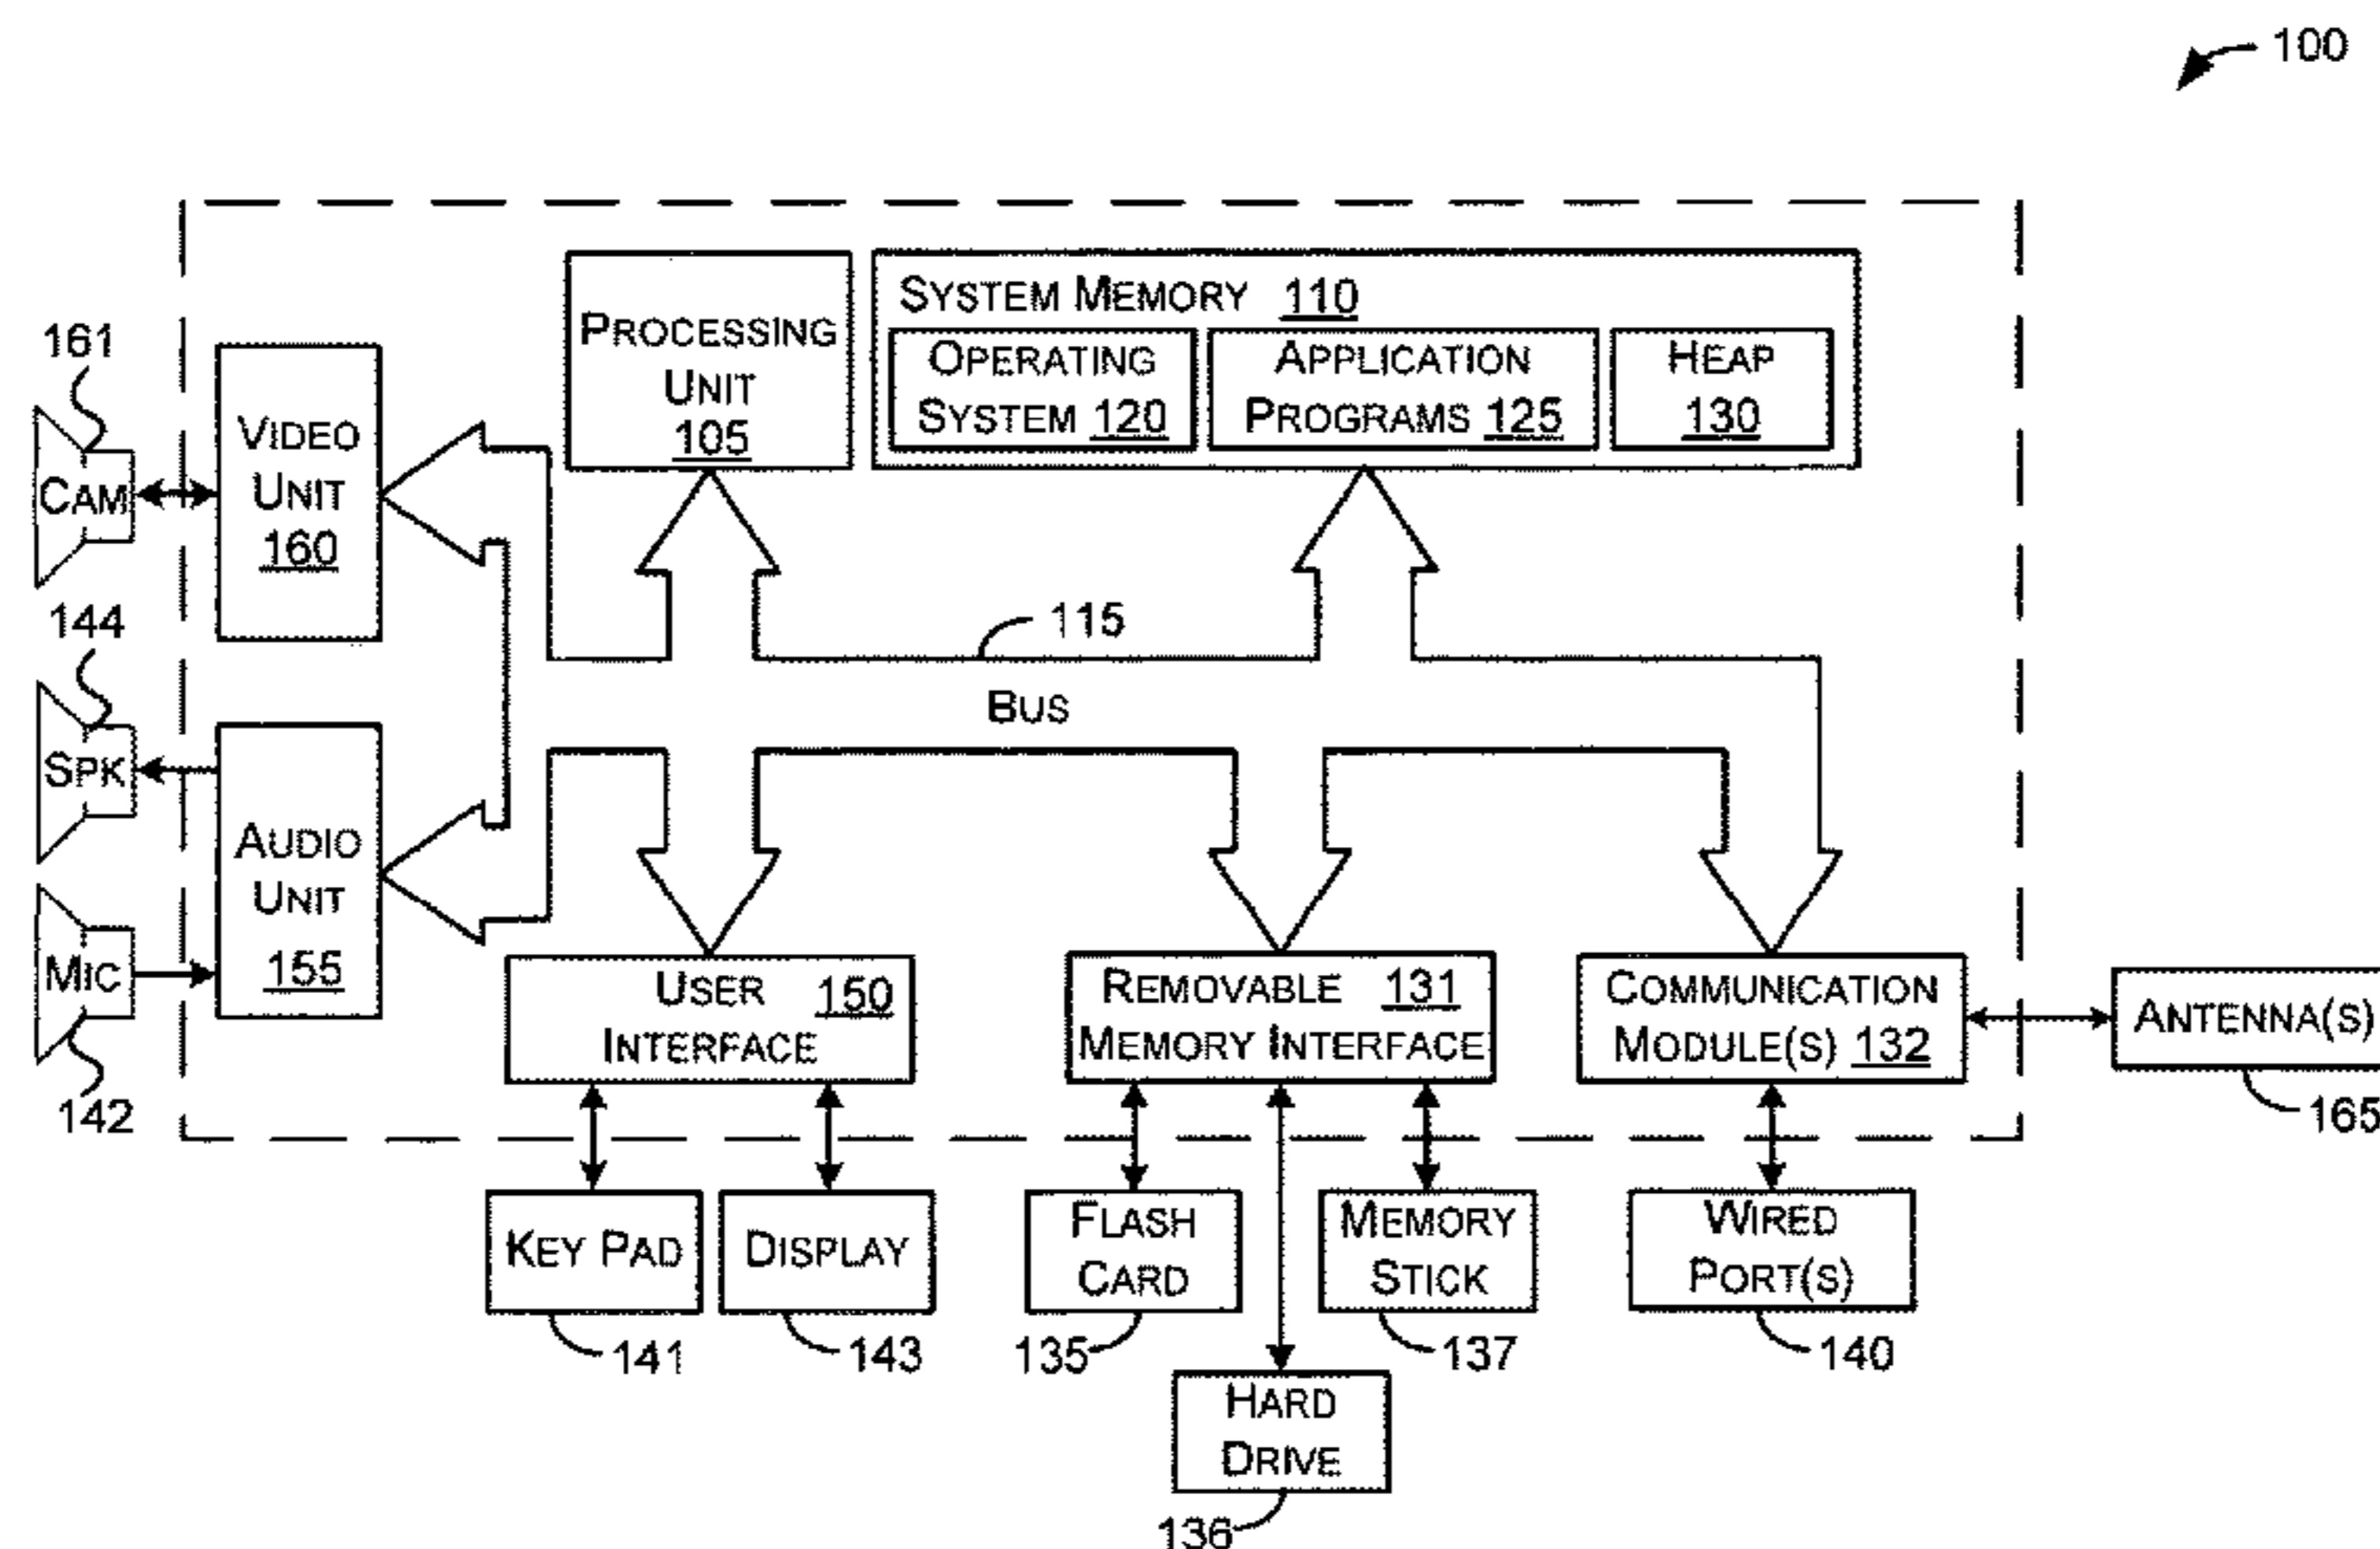 100
SYSTEM MEMORY 110
PROCESSING
UNIT
105
OPERATING
SYSTEM 120
APPLICATION
PROGRAMS 125
HEAP
130
161
CAM
VIDEO
UNIT
160
144
SPK
115
BUS
AUDIO
UNIT
155
MIC
142
USER 150
INTERFACE
REMOVABLE 131
MEMORY INTERFACE
COMMUNICATION
MODULE(S) 132
ANTENNA(S)
165
KEY PAD
141
DISPLAY
143
FLASH
CARD
135
MEMORY
STICK
137
WIRED
PORT(S)
140
HARD
DRIVE
136